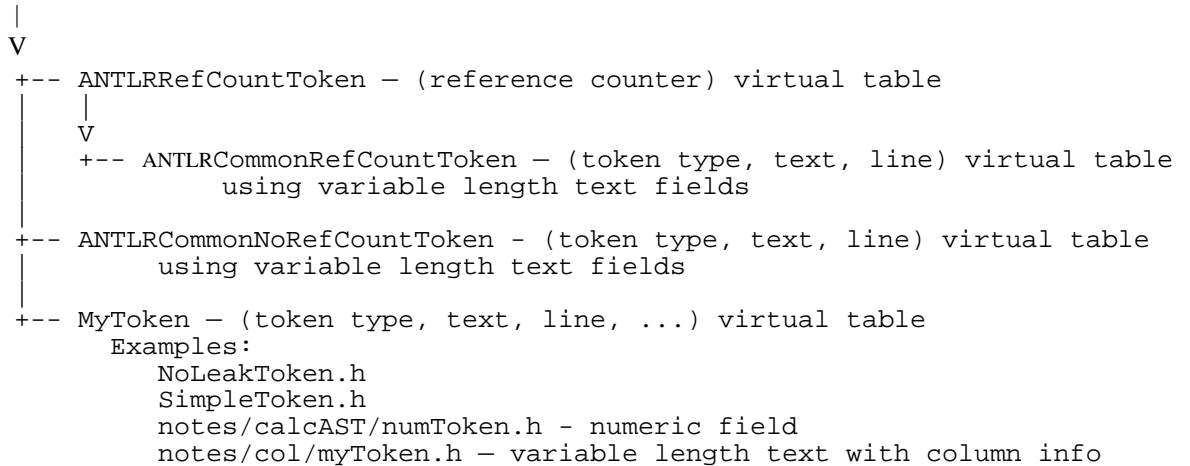 |
V
+-- ANTLRRefCountToken — (reference counter) virtual table
|   |
|   V
|   +-- ANTLRCommonRefCountToken — (token type, text, line) virtual table
|            using variable length text fields
|
+-- ANTLRCommonNoRefCountToken - (token type, text, line) virtual table
|        using variable length text fields
|
+-- MyToken — (token type, text, line, ...) virtual table
      Examples:
         NoLeakToken.h
         SimpleToken.h
         notes/calcAST/numToken.h - numeric field
         notes/col/myToken.h — variable length text with column info